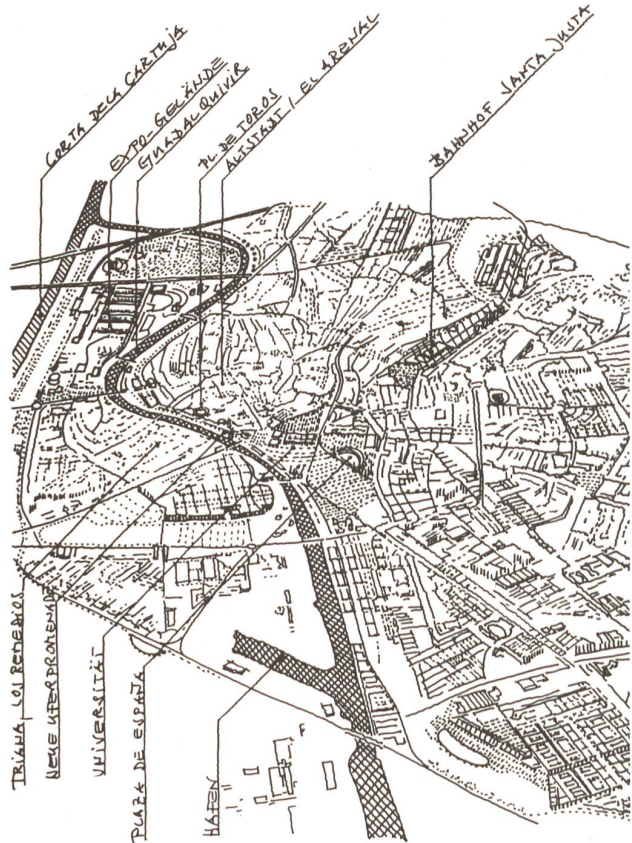 CORTA DE LA CARTUJA
EXPO-GELÄNDE
GUADALQUIVIR
PL. DE TOROS
ALTSTADT / EL ARENAL
BAHNHOF SANTA JUSTA
TRIANA, LOS REMEDIOS
NEUE UFERPROMENADE
UNIVERSITÄT
PLAZA DE ESPAÑA
HAFEN